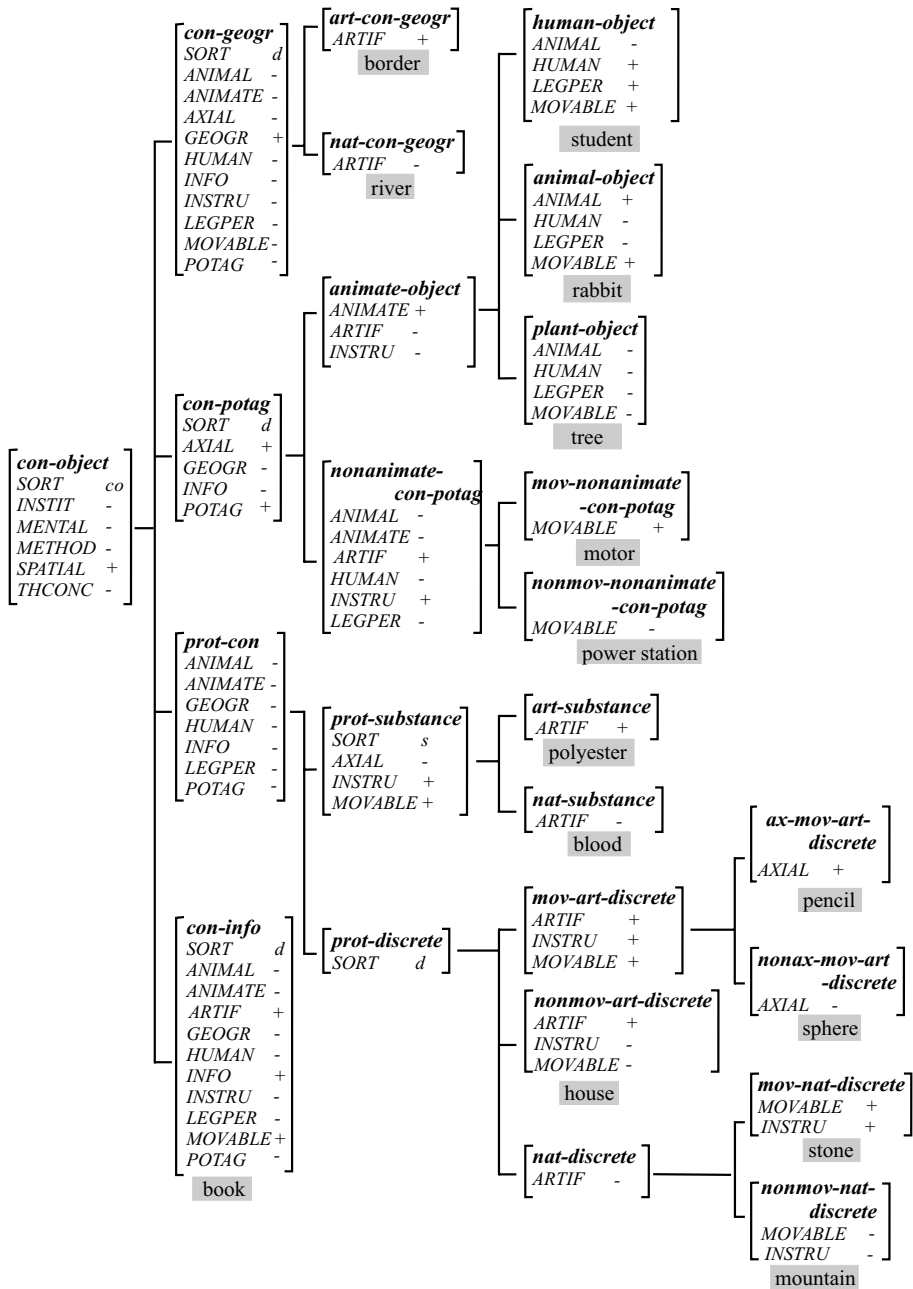 con-object
SORT co
INSTIT -
MENTAL -
METHOD -
SPATIAL +
THCONC -
con-geogr
SORT d
ANIMAL -
ANIMATE -
AXIAL -
GEOGR +
HUMAN -
INFO -
INSTRU -
LEGPER -
MOVABLE -
POTAG -
art-con-geogr
ARTIF +
border
nat-con-geogr
ARTIF -
river
con-potag
SORT d
AXIAL +
GEOGR -
INFO -
POTAG +
animate-object
ANIMATE +
ARTIF -
INSTRU -
human-object
ANIMAL -
HUMAN +
LEGPER +
MOVABLE +
student
animal-object
ANIMAL +
HUMAN -
LEGPER -
MOVABLE +
rabbit
plant-object
ANIMAL -
HUMAN -
LEGPER -
MOVABLE -
tree
nonanimate-
con-potag
ANIMAL -
ANIMATE -
ARTIF +
HUMAN -
INSTRU +
LEGPER -
mov-nonanimate
-con-potag
MOVABLE +
motor
nonmov-nonanimate
-con-potag
MOVABLE -
power station
prot-con
ANIMAL -
ANIMATE -
GEOGR -
HUMAN -
INFO -
LEGPER -
POTAG -
prot-substance
SORT s
AXIAL -
INSTRU +
MOVABLE +
art-substance
ARTIF +
polyester
nat-substance
ARTIF -
blood
prot-discrete
SORT d
mov-art-discrete
ARTIF +
INSTRU +
MOVABLE +
ax-mov-art-
discrete
AXIAL +
pencil
nonax-mov-art
-discrete
AXIAL -
sphere
nonmov-art-discrete
ARTIF +
INSTRU -
MOVABLE -
house
nat-discrete
ARTIF -
mov-nat-discrete
MOVABLE +
INSTRU +
stone
nonmov-nat-
discrete
MOVABLE -
INSTRU -
mountain
con-info
SORT d
ANIMAL -
ANIMATE -
ARTIF +
GEOGR -
HUMAN -
INFO +
INSTRU -
LEGPER -
MOVABLE +
POTAG -
book